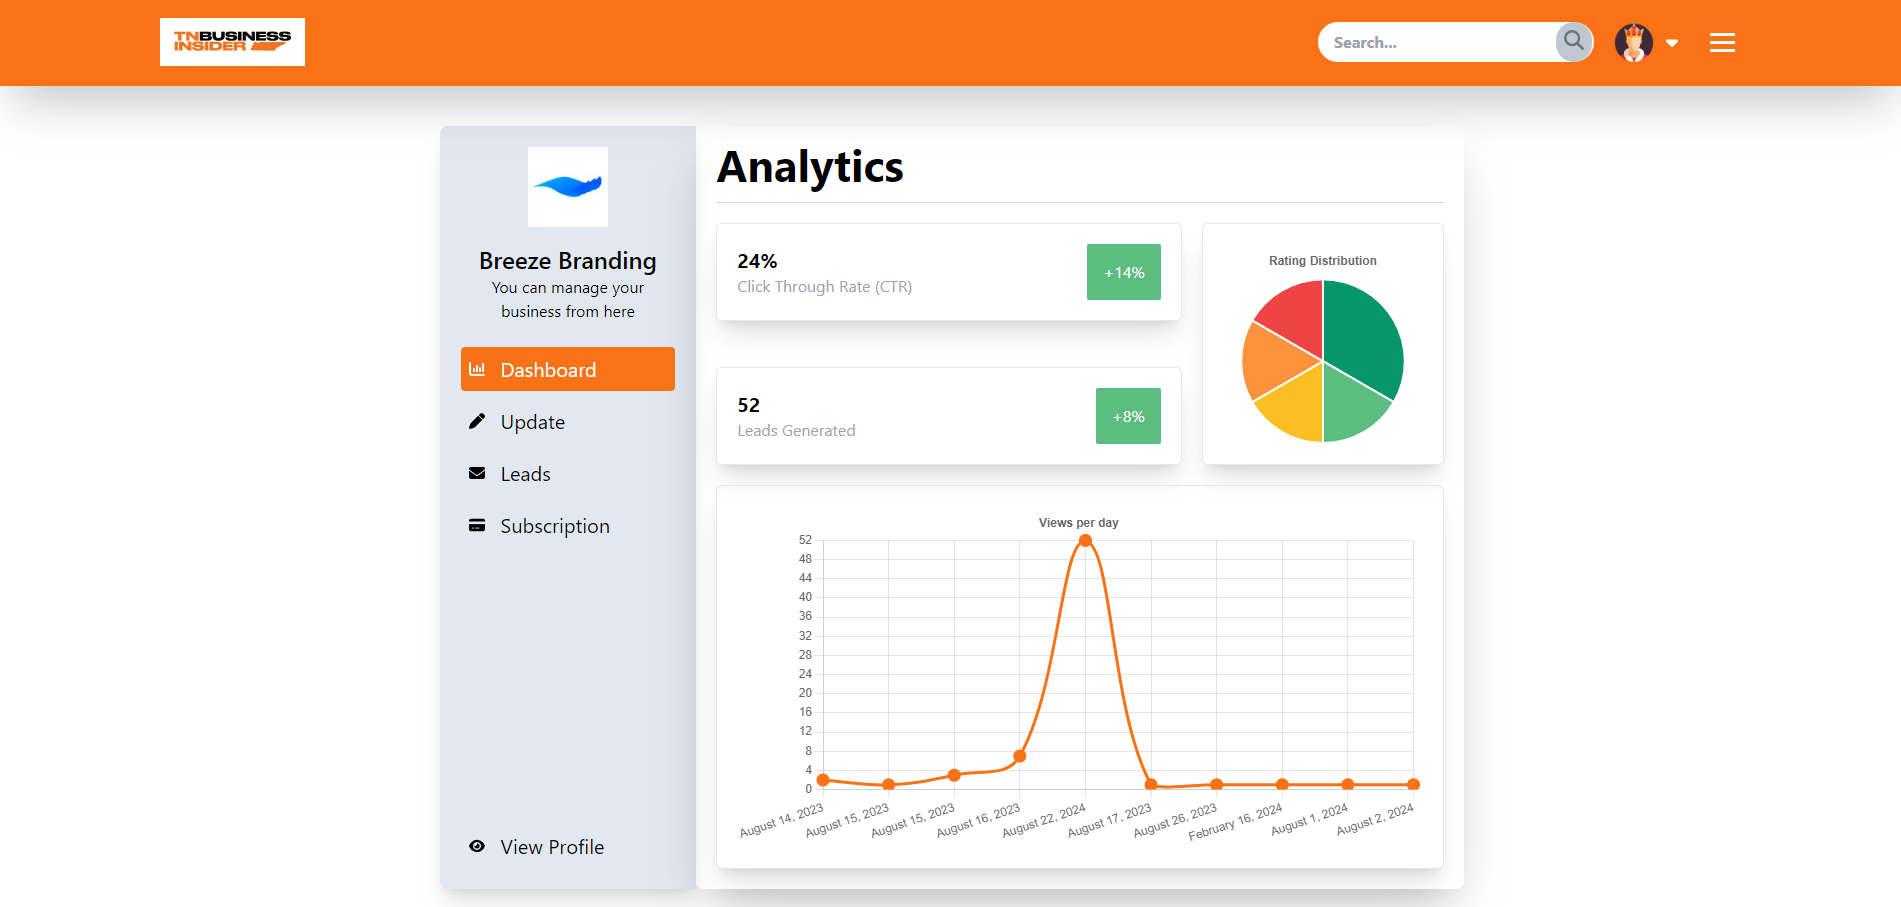 TNBUSINESS
INSIDER
Search...
Breeze Branding
You can manage your
business from here
Dashboard
Update
Leads
Subscription
View Profile
Analytics
24%
Click Through Rate (CTR)
+14%
52
Leads Generated
+8%
Rating Distribution
Views per day
52
48
44
40
36
32
28
24
20
16
12
8
4
0
August 14, 2023
August 15, 2023
August 15, 2023
August 16, 2023
August 22, 2024
August 17, 2023
August 26, 2023
February 16, 2024
August 1, 2024
August 2, 2024